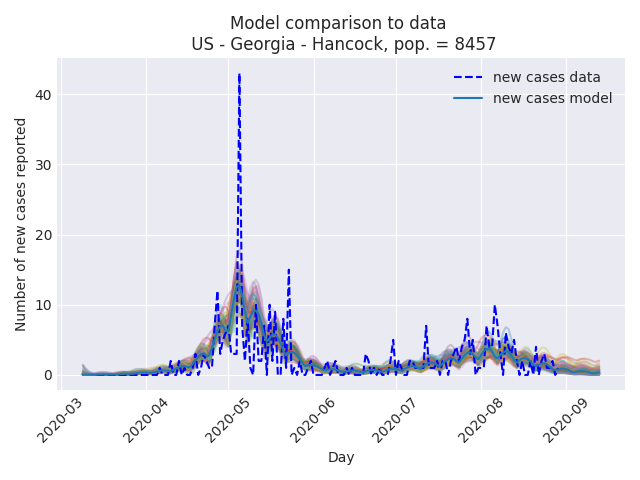 Model comparison to data
US - Georgia - Hancock, pop. = 8457
new cases data
new cases model
Number of new cases reported
40
30
20
10
0
2020-03
2020-04
2020-05
2020-06
2020-07
2020-08
2020-09
Day